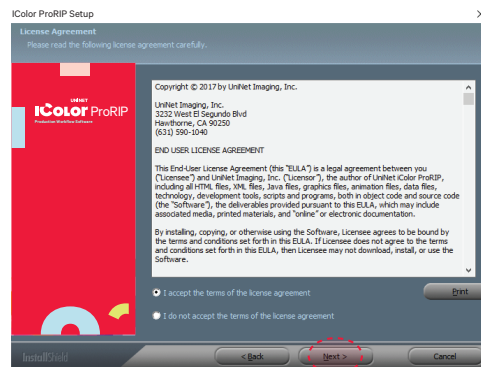 IColor ProRIP Setup
License Agreement
Please read the following license agreement carefully.
UNINET
IColor ProRIP
Production Workflow Software
Copyright © 2017 by UniNet Imaging, Inc.
UniNet Imaging, Inc.
3232 West El Segundo Blvd
Hawthorne, CA 90250
(631) 590-1040
END USER LICENSE AGREEMENT
This End-User License Agreement (this "EULA") is a legal agreement between you
("Licensee") and UniNet Imaging, Inc. ("Licensor"), the author of UniNet iColor ProRIP,
including all HTML files, XML files, Java files, graphics files, animation files, data files,
technology, development tools, scripts and programs, both in object code and source code
(the "Software"), the deliverables provided pursuant to this EULA, which may include
associated media, printed materials, and "online" or electronic documentation.
By installing, copying, or otherwise using the Software, Licensee agrees to be bound by
the terms and conditions set forth in this EULA. If Licensee does not agree to the terms
and conditions set forth in this EULA, then Licensee may not download, install, or use the
Software.
I accept the terms of the license agreement
Print
I do not accept the terms of the license agreement
InstallShield
< Back
Next >
Cancel